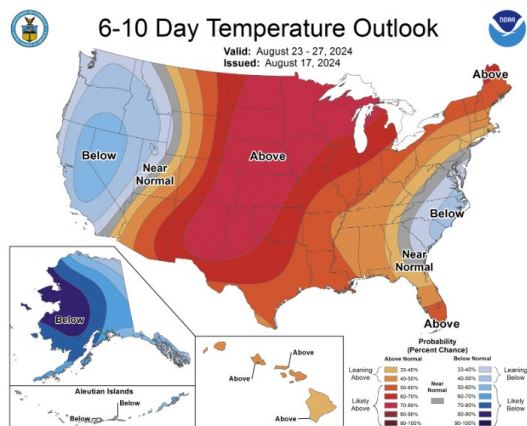 6-10 Day Temperature Outlook
NOAA
Valid: August 23 - 27, 2024
Issued: August 17, 2024
Above
Below
Near
Normal
Above
Below
Near
Normal
Above
Below
Aleutian Islands
Below
Below
Above
Above
Above
Probability
(Percent Chance)
Above Normal
Below Normal
Leaning
Above
33-40%
40-50%
Likely
Above
50-60%
60-70%
70-80%
80-90%
90-100%
Near
Normal
33-40%
40-50%
Leaning
Below
50-60%
60-70%
70-80%
80-90%
90-100%
Likely
Below